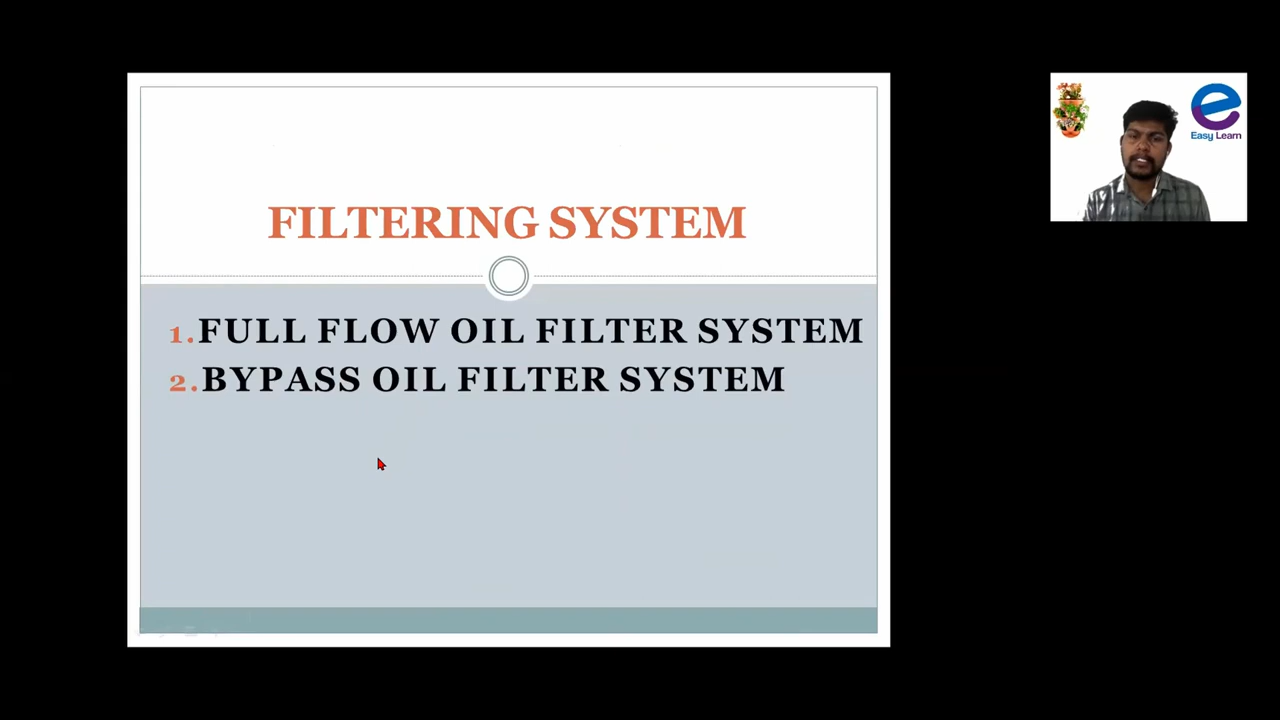 FILTERING SYSTEM
1.FULL FLOW OIL FILTER SYSTEM
2.BYPASS OIL FILTER SYSTEM
e
Easy Learn